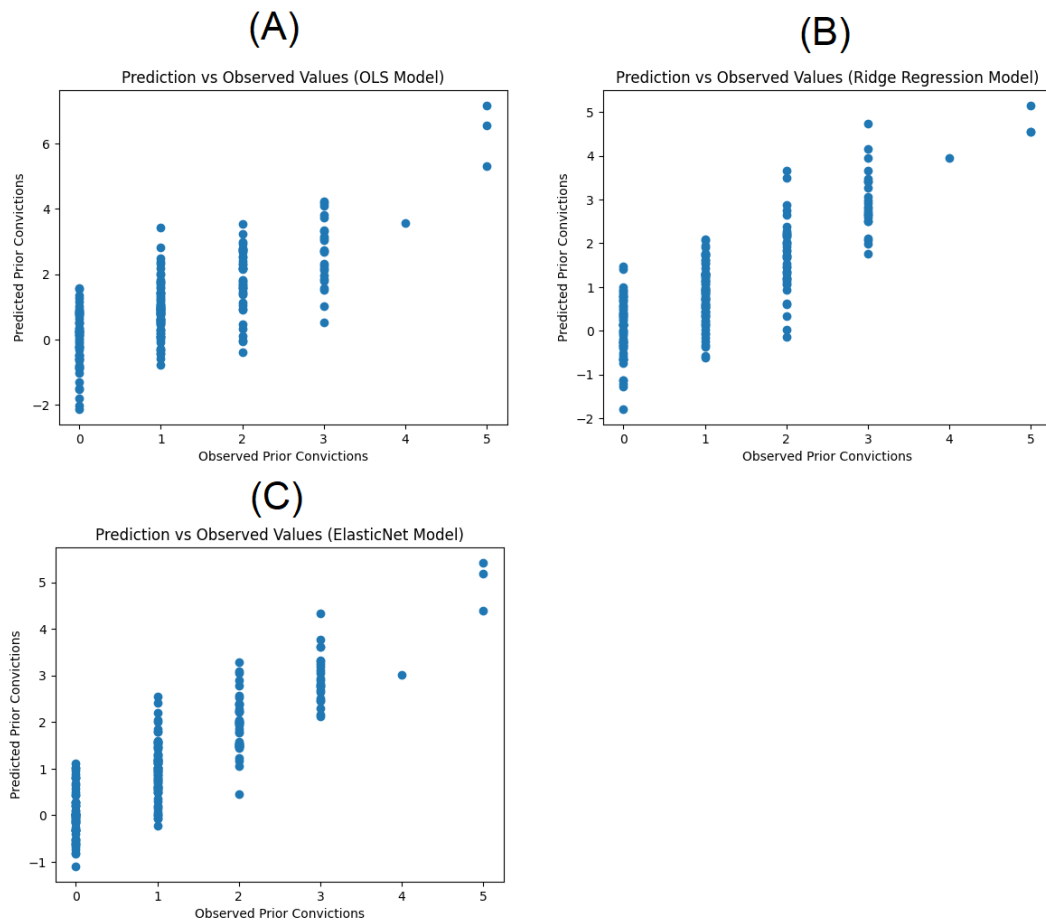 (A)
Prediction vs Observed Values (OLS Model)
Predicted Prior Convictions
6
4
2
0
−2
0 1 2 3 4 5
Observed Prior Convictions
(B)
Prediction vs Observed Values (Ridge Regression Model)
Predicted Prior Convictions
5
4
3
2
1
0
−1
−2
0 1 2 3 4 5
Observed Prior Convictions
(C)
Prediction vs Observed Values (ElasticNet Model)
Predicted Prior Convictions
5
4
3
2
1
0
−1
0 1 2 3 4 5
Observed Prior Convictions